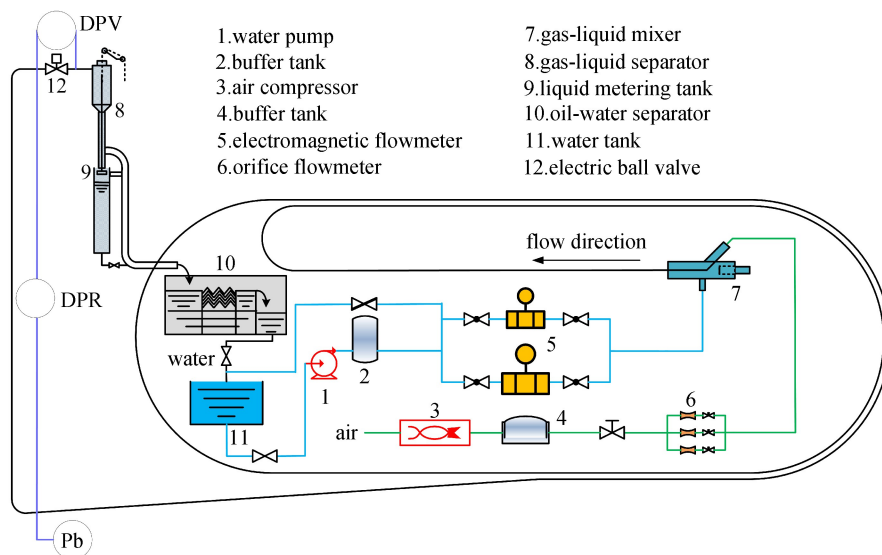 DPV
12
8
9
1.water pump
2.buffer tank
3.air compressor
4.buffer tank
5.electromagnetic flowmeter
6.orifice flowmeter
7.gas-liquid mixer
8.gas-liquid separator
9.liquid metering tank
10.oil-water separator
11.water tank
12.electric ball valve
flow direction
7
10
DPR
water
1
2
5
11
air
3
4
6
Pb